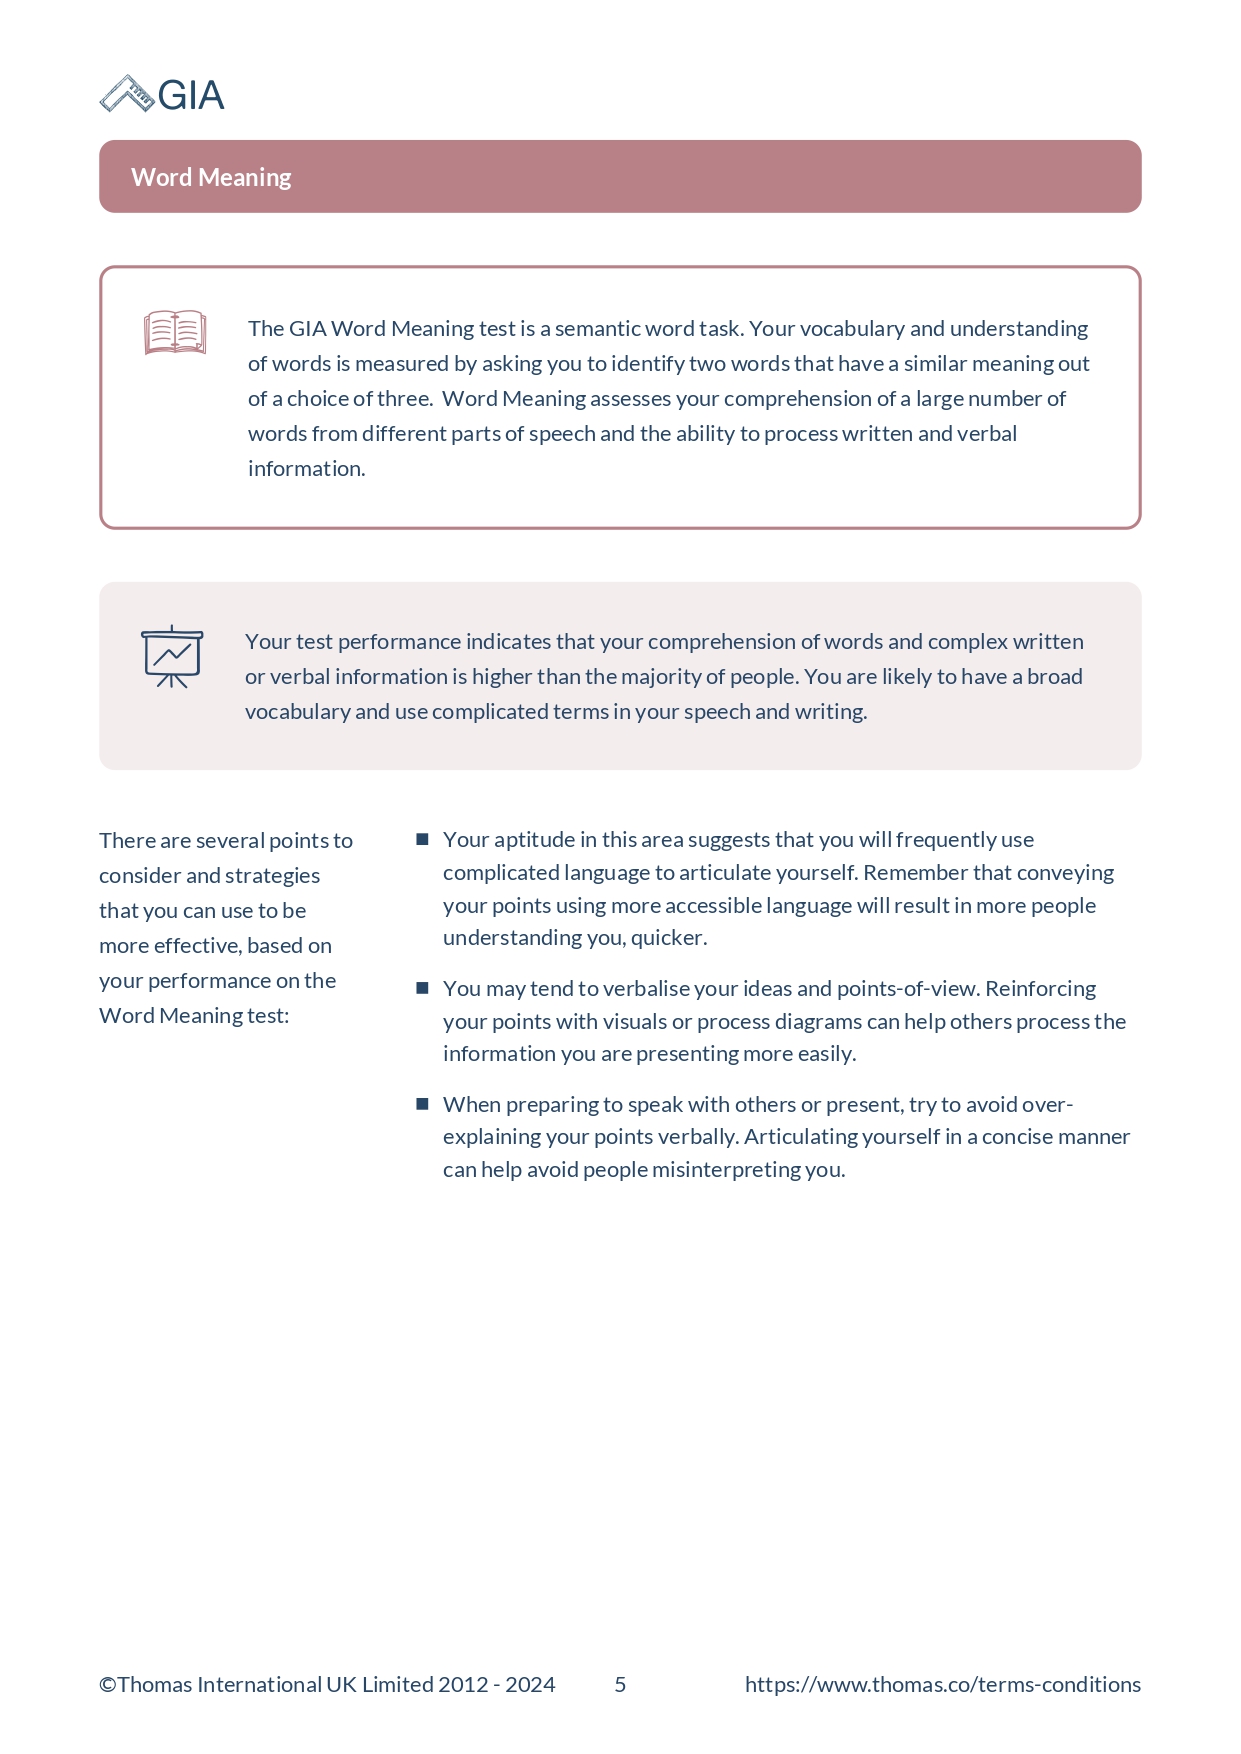 GIA
Word Meaning
The GIA Word Meaning test is a semantic word task. Your vocabulary and understanding
of words is measured by asking you to identify two words that have a similar meaning out
of a choice of three.  Word Meaning assesses your comprehension of a large number of
words from different parts of speech and the ability to process written and verbal
information.
Your test performance indicates that your comprehension of words and complex written
or verbal information is higher than the majority of people. You are likely to have a broad
vocabulary and use complicated terms in your speech and writing.
There are several points to
consider and strategies
that you can use to be
more effective, based on
your performance on the
Word Meaning test:
■ Your aptitude in this area suggests that you will frequently use
complicated language to articulate yourself. Remember that conveying
your points using more accessible language will result in more people
understanding you, quicker.
■ You may tend to verbalise your ideas and points-of-view. Reinforcing
your points with visuals or process diagrams can help others process the
information you are presenting more easily.
■ When preparing to speak with others or present, try to avoid over-
explaining your points verbally. Articulating yourself in a concise manner
can help avoid people misinterpreting you.
©Thomas International UK Limited 2012 - 2024 5 https://www.thomas.co/terms-conditions